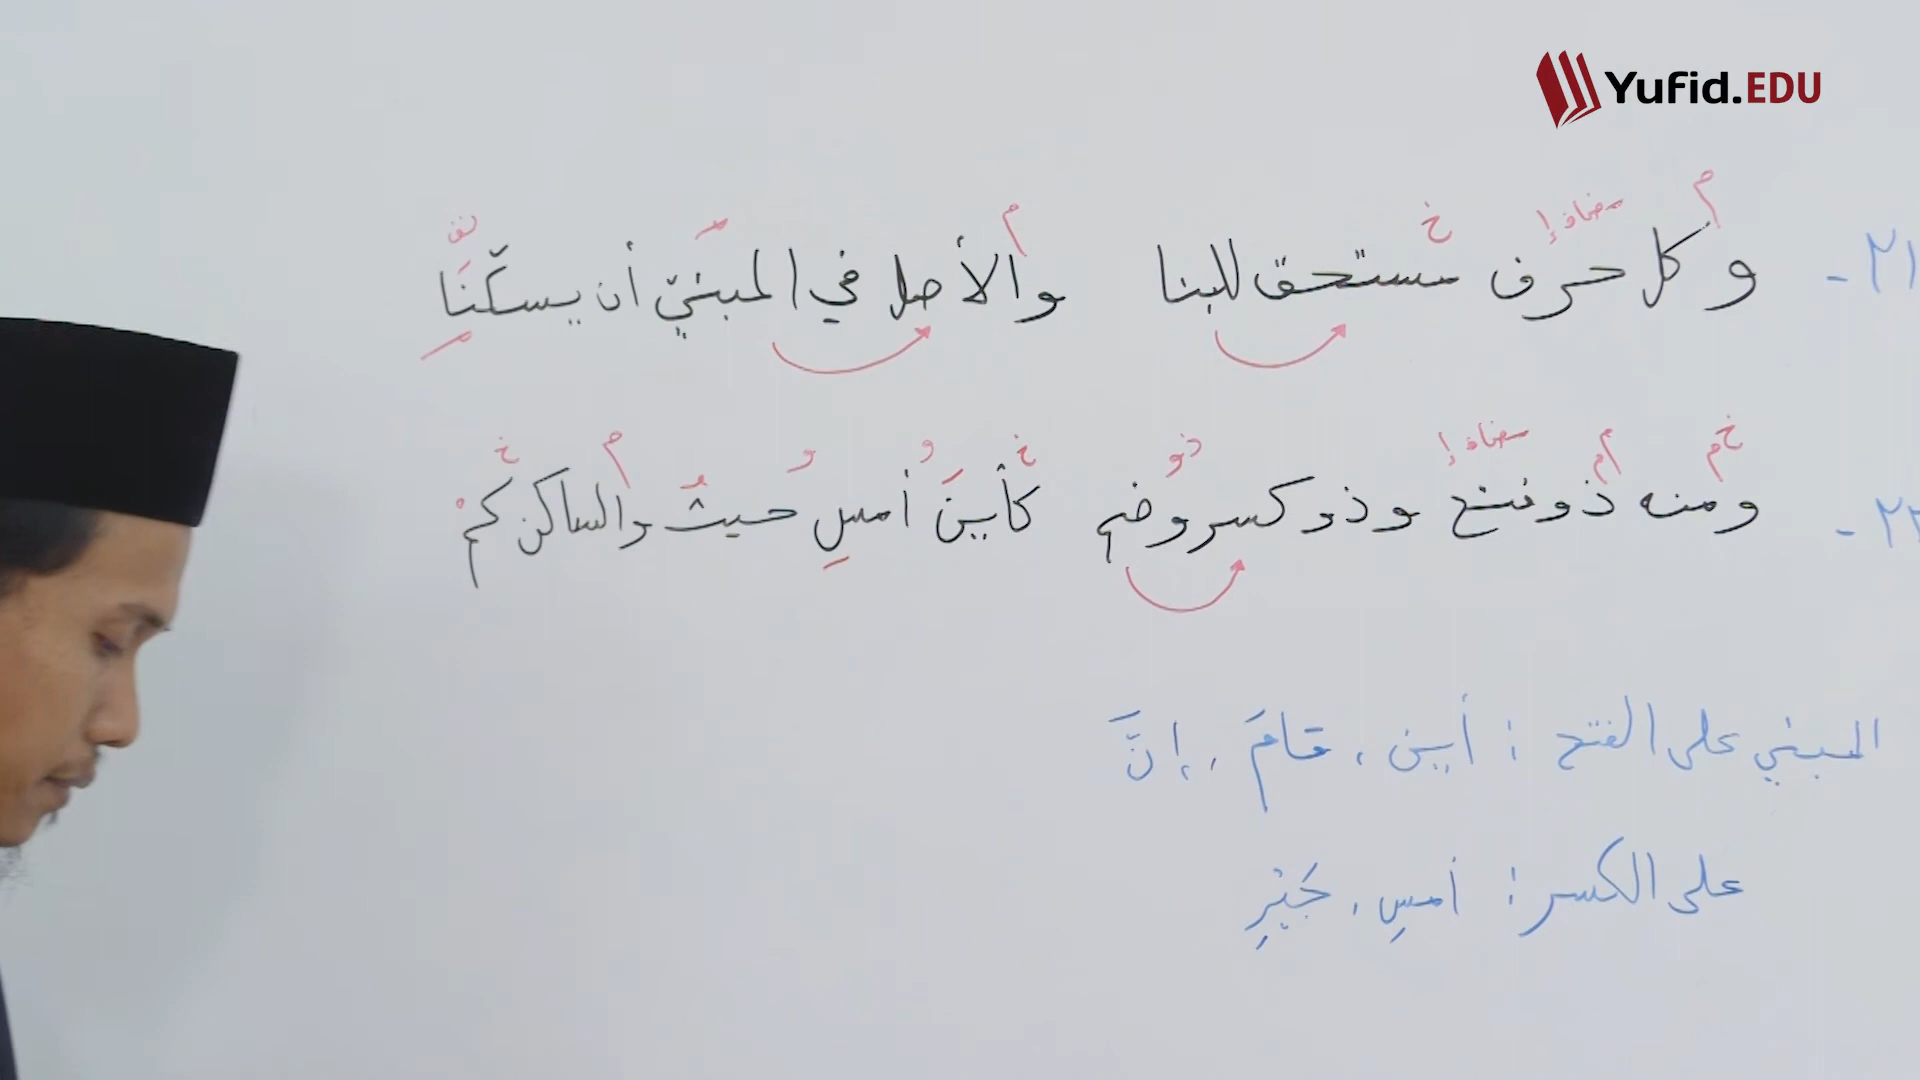 Yufid.EDU
٢١- وكل حرف مستحق للبنا والأصل في المبنيّ أن يسكّنَا
٢٢- ومنه ذو فتح وذو كسر وضم كأينَ أمسِ حيثُ والساكن كمْ
المبني على الفتح : أين ، قامَ ، إنَّ
على الكسر : أمسِ ، جَيْرِ